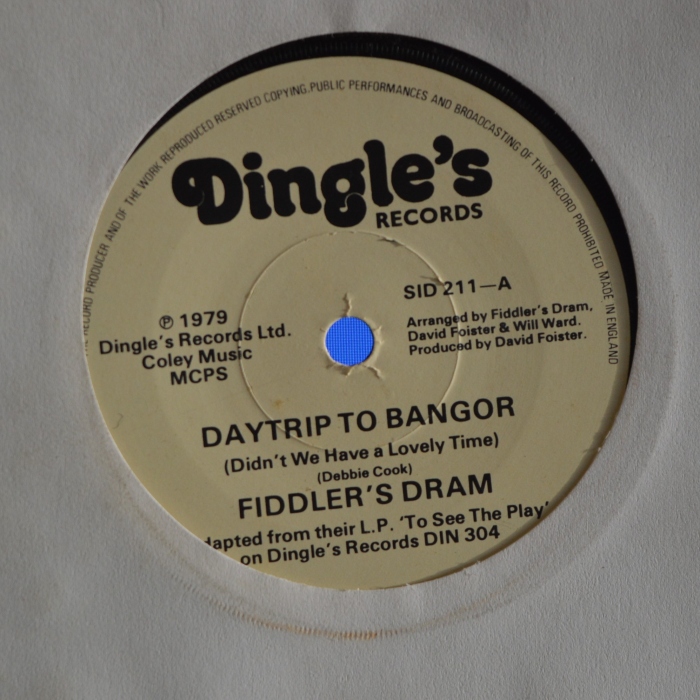 RECORD PRODUCER AND OF THE WORK REPRODUCED RESERVED COPYING,PUBLIC PERFORMANCES AND BROADCASTING OF THIS RECORD PROHIBITED MADE IN ENGLAND
Dingle's
RECORDS
SID 211—A
Arranged by Fiddler's Dram,
David Foister & Will Ward.
Produced by David Foister.
℗ 1979
Dingle's Records Ltd.
Coley Music
MCPS
DAYTRIP TO BANGOR
(Didn't We Have a Lovely Time)
(Debbie Cook)
FIDDLER'S DRAM
dapted from their L.P. 'To See The Play'
on Dingle's Records DIN 304